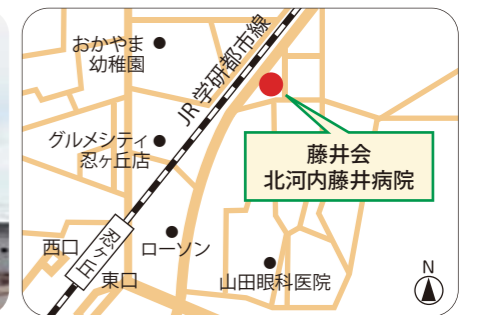 おかやま
幼稚園
JR 学研都市線
グルメシティ
忍ヶ丘店
藤井会
北河内藤井病院
西口
忍ヶ丘
ローソン
東口
山田眼科医院
N